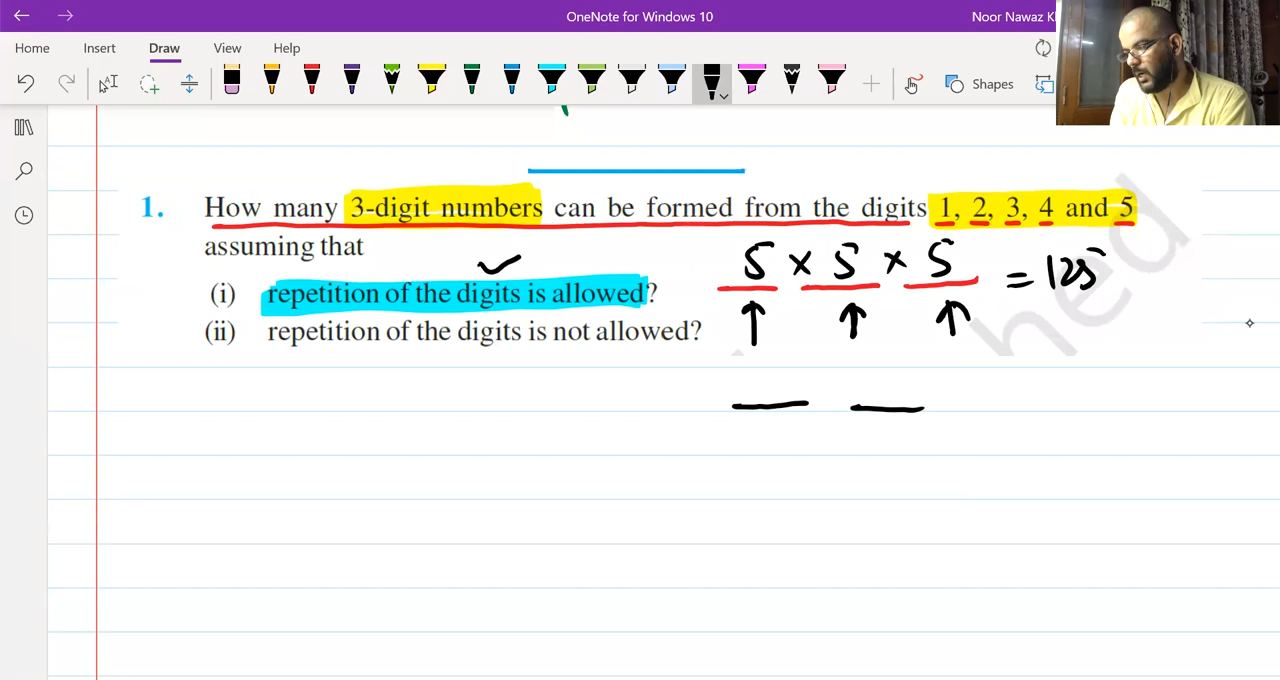 OneNote for Windows 10
Noor Nawaz Kh
Home Insert Draw View Help
Shapes
1. How many 3-digit numbers can be formed from the digits 1, 2, 3, 4 and 5
assuming that
(i) repetition of the digits is allowed?
(ii) repetition of the digits is not allowed?
5 × 5 × 5 = 125
hed